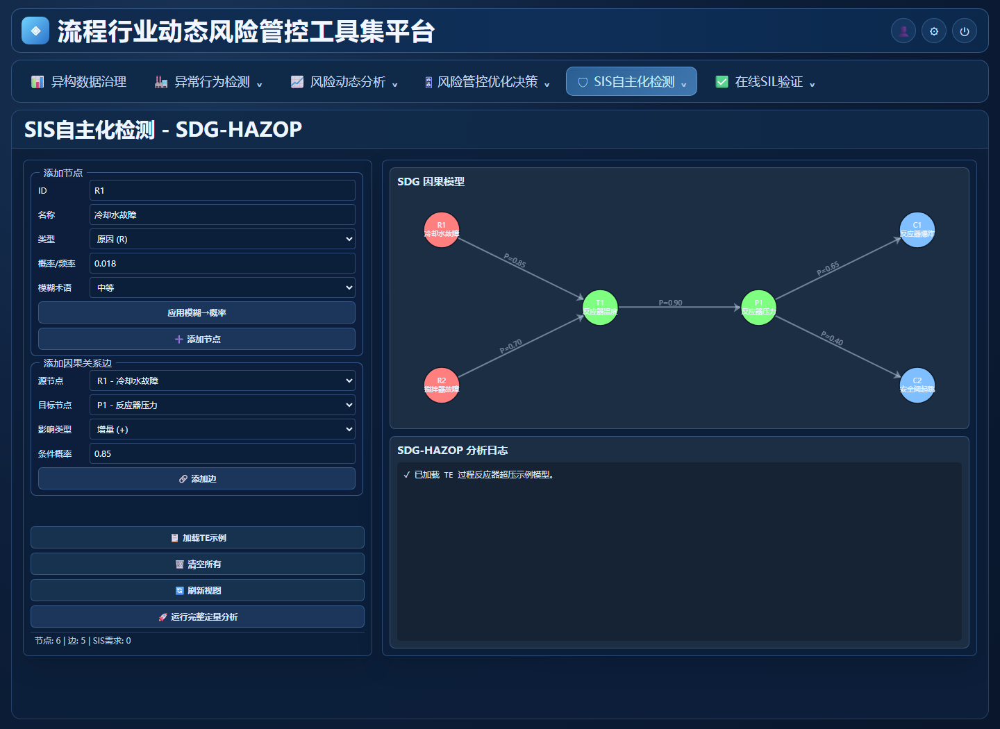 流程行业动态风险管控工具集平台
异构数据治理
异常行为检测
风险动态分析
风险管控优化决策
SIS自主化检测
在线SIL验证
SIS自主化检测 - SDG-HAZOP
添加节点
ID
R1
名称
冷却水故障
类型
原因 (R)
概率/频率
0.018
模糊术语
中等
应用模糊→概率
添加节点
添加因果关系边
源节点
R1 - 冷却水故障
目标节点
P1 - 反应器压力
影响类型
增量 (+)
条件概率
0.85
添加边
加载TE示例
清空所有
刷新视图
运行完整定量分析
节点: 6 | 边: 5 | SIS需求: 0
SDG 因果模型
R1
冷却水故障
C1
反应器爆炸
P=0.85
P=0.65
T1
反应器温度
P=0.90
P1
反应器压力
P=0.70
P=0.40
R2
搅拌器故障
C2
安全阀起跳
SDG-HAZOP 分析日志
✓ 已加载 TE 过程反应器超压示例模型。